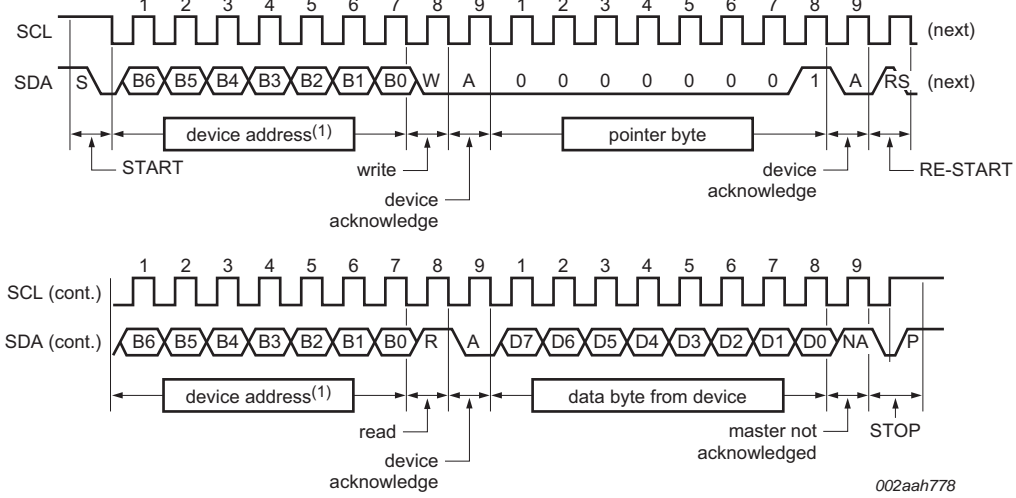 1 2 3 4 5 6 7 8 9 1 2 3 4 5 6 7 8 9
SCL (next)
SDA S B6 B5 B4 B3 B2 B1 B0 W A 0 0 0 0 0 0 0 1 A RS (next)
device address(1) pointer byte
START write device RE-START
device acknowledge
acknowledge
1 2 3 4 5 6 7 8 9 1 2 3 4 5 6 7 8 9
SCL (cont.)
SDA (cont.) B6 B5 B4 B3 B2 B1 B0 R A D7 D6 D5 D4 D3 D2 D1 D0 NA P
device address(1) data byte from device
read master not STOP
device acknowledged
acknowledge
002aah778